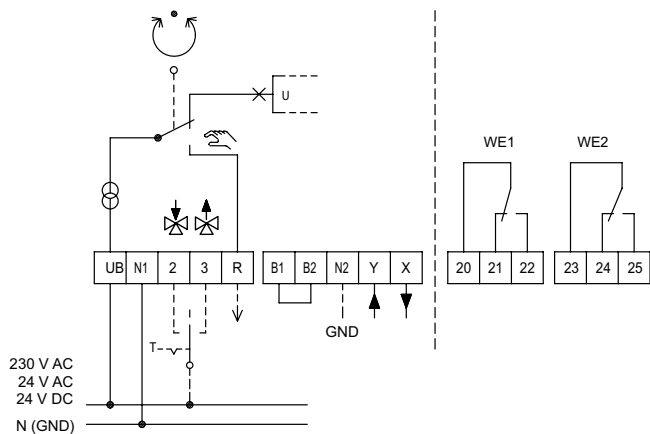 U
WE1 WE2
UB N1 2 3 R B1 B2 N2 Y X 20 21 22 23 24 25
GND
T
230 V AC
24 V AC
24 V DC
N (GND)